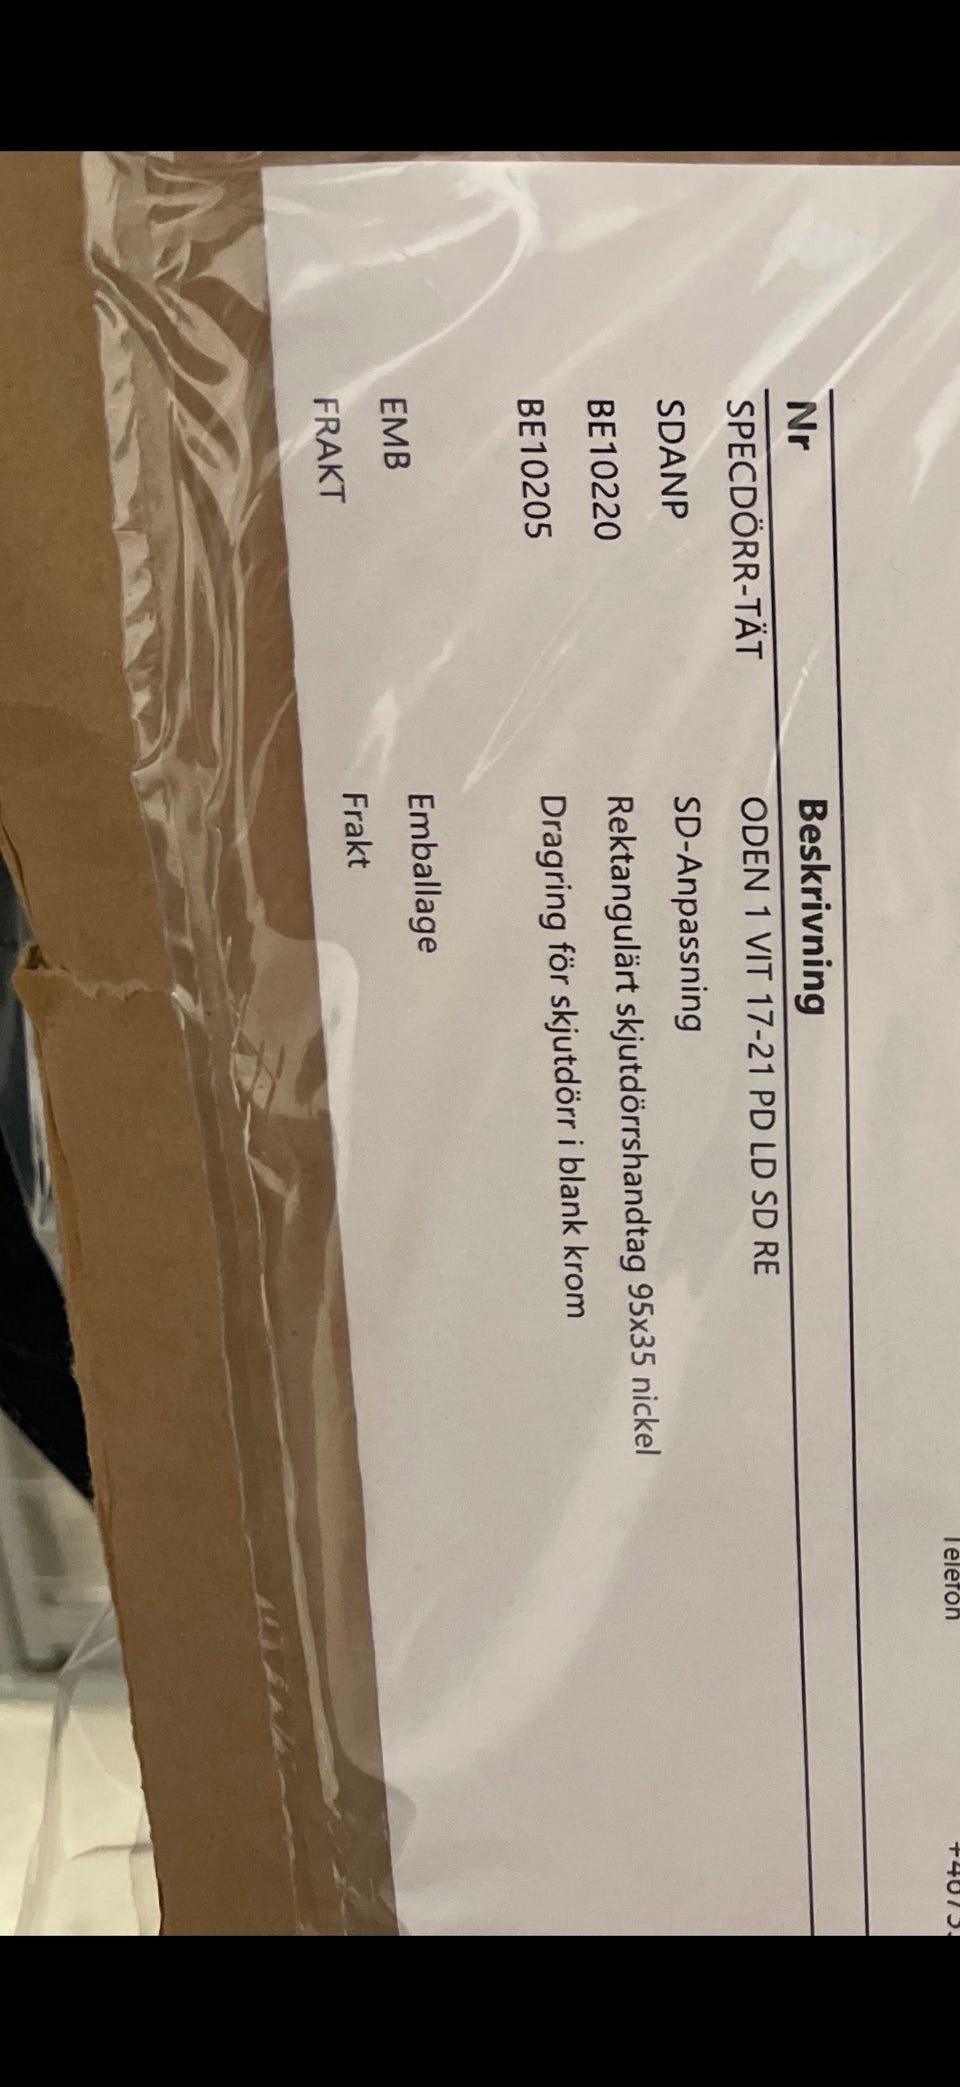 Telefon
Nr Beskrivning
SPECDÖRR-TÄT ODEN 1 VIT 17-21 PD LD SD RE
SDANP SD-Anpassning
BE10220 Rektangulärt skjutdörrshandtag 95x35 nickel
BE10205 Dragring för skjutdörr i blank krom
EMB Emballage
FRAKT Frakt